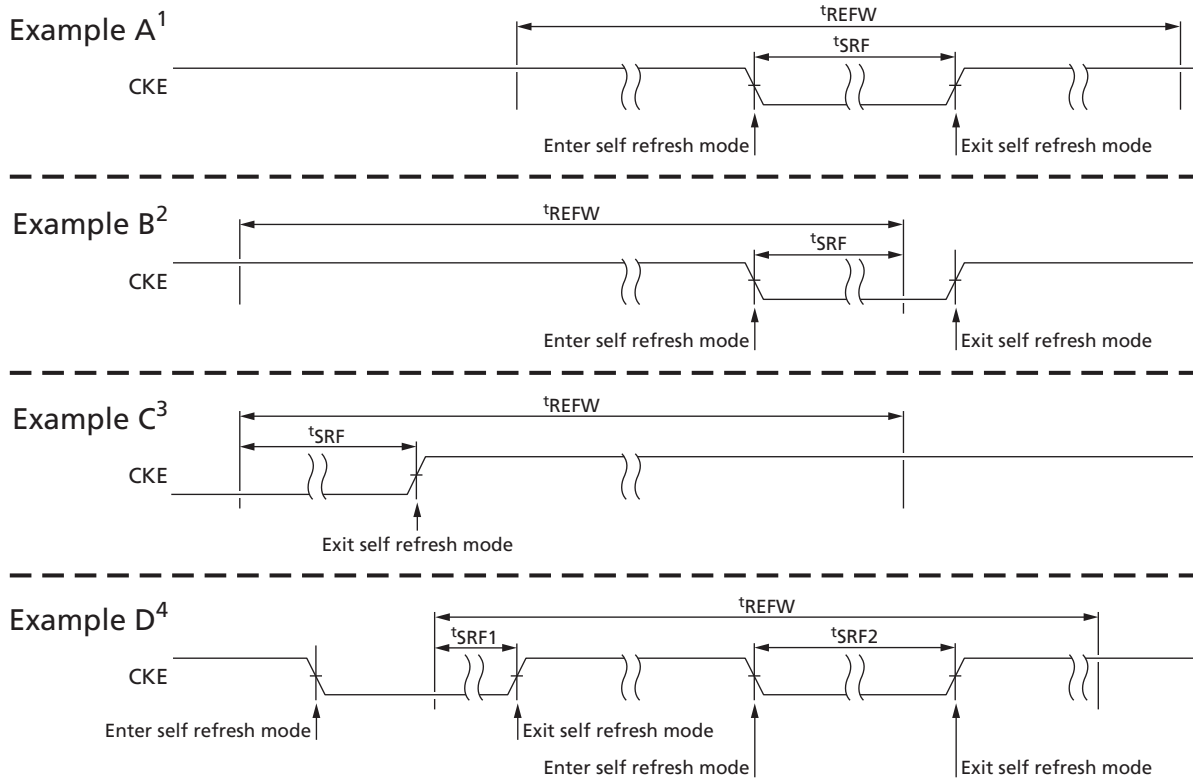 Example A¹
ᵗREFW
ᵗSRF
CKE
Enter self refresh mode
Exit self refresh mode
Example B²
ᵗREFW
ᵗSRF
CKE
Enter self refresh mode
Exit self refresh mode
Example C³
ᵗREFW
ᵗSRF
CKE
Exit self refresh mode
Example D⁴
ᵗREFW
ᵗSRF1
ᵗSRF2
CKE
Enter self refresh mode
Exit self refresh mode
Enter self refresh mode
Exit self refresh mode